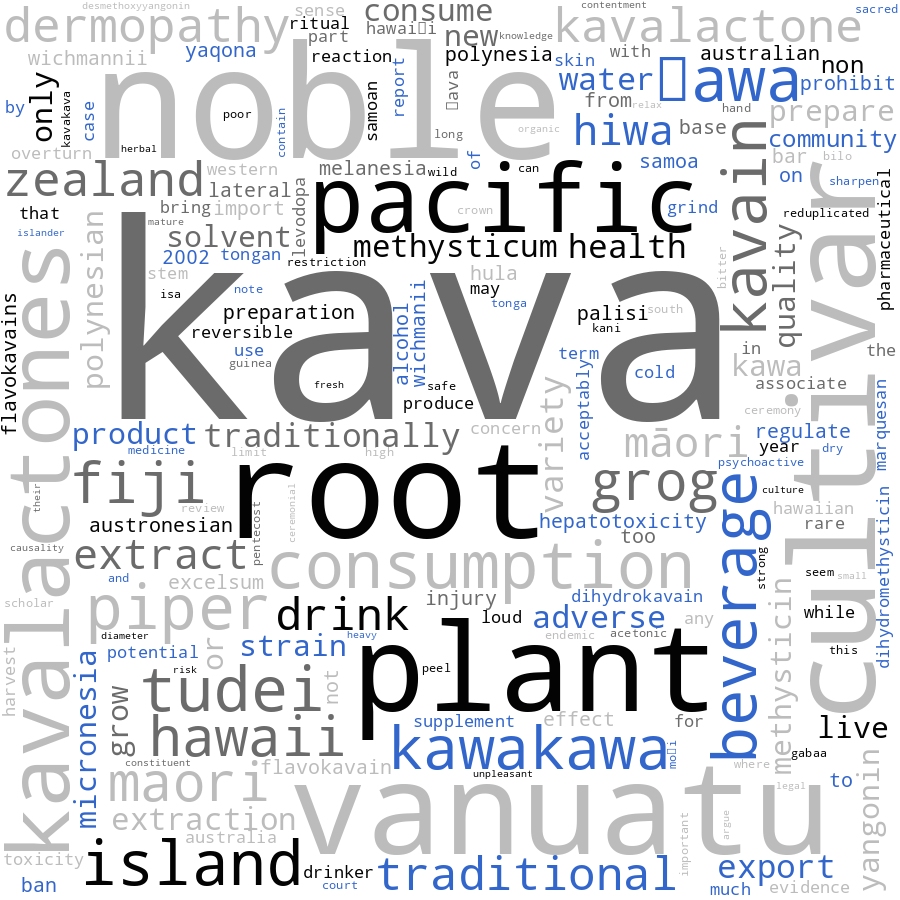 desmethoxyyangonin
contentment
sacred
dermopathy
sense
consume
kavalactone
ritual
hawai▯i
new
knowledge
part
wichmannii
yaqona
reaction
polynesia
with
australian
non
skin
noble
water
▯awa
prohibit
only
kavakava
by
case
poor
contain
samoan
report
▯ava
from
relax
hand
prepare
long
organic
hiwa
base
community
herbal
overturn
western
melanesia
wild
of
can
samoa
kavain
bar
bilo
zealand
lateral
levodopa
pacific
on
sharpen
cultivar
pharmaceutical
that
bring
import
crown
grind
reduplicated
mature
islander
polynesian
solvent
methysticum
health
quality
2002
tongan
restriction
bitter
kavalactones
stem
hula
kava
isa
note
may
tonga
south
flavokavains
preparation
alcohol
wichmanii
palisi
reversible
kani
use
term
in
the
guinea
cold
kawa
fresh
safe
acceptably
associate
marquesan
produce
variety
ceremony
product
traditionally
concern
māori
regulate
medicine
limit
high
root
year
dry
fiji
psychoactive
grog
culture
their
review
ceremonial
pentecost
beverage
hawaiian
austronesian
hepatotoxicity
rare
too
causality
extract
consumption
strong
dihydromethysticin
and
excelsum
seem
small
scholar
piper
injury
dihydrokavain
methysticin
drink
loud
adverse
any
while
diameter
heavy
endemic
acetonic
potential
or
strain
plant
this
harvest
micronesia
risk
peel
grow
tudei
not
supplement
effect
for
live
hawaii
kawakawa
mo▯i
gabaa
constituent
flavokavain
unpleasant
where
yangonin
maori
vanuatu
legal
to
extraction
australia
important
argue
toxicity
island
drinker
traditional
export
ban
court
much
evidence